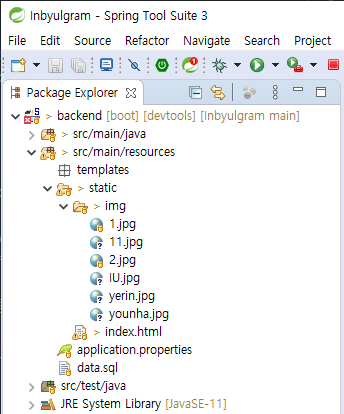 Inbyulgram - Spring Tool Suite 3
File Edit Source Refactor Navigate Search Project
Package Explorer
> backend [boot] [devtools] [Inbyulgram main]
> src/main/java
> src/main/resources
templates
> static
> img
1.jpg
11.jpg
2.jpg
IU.jpg
yerin.jpg
younha.jpg
> index.html
application.properties
data.sql
src/test/java
JRE System Library [JavaSE-11]